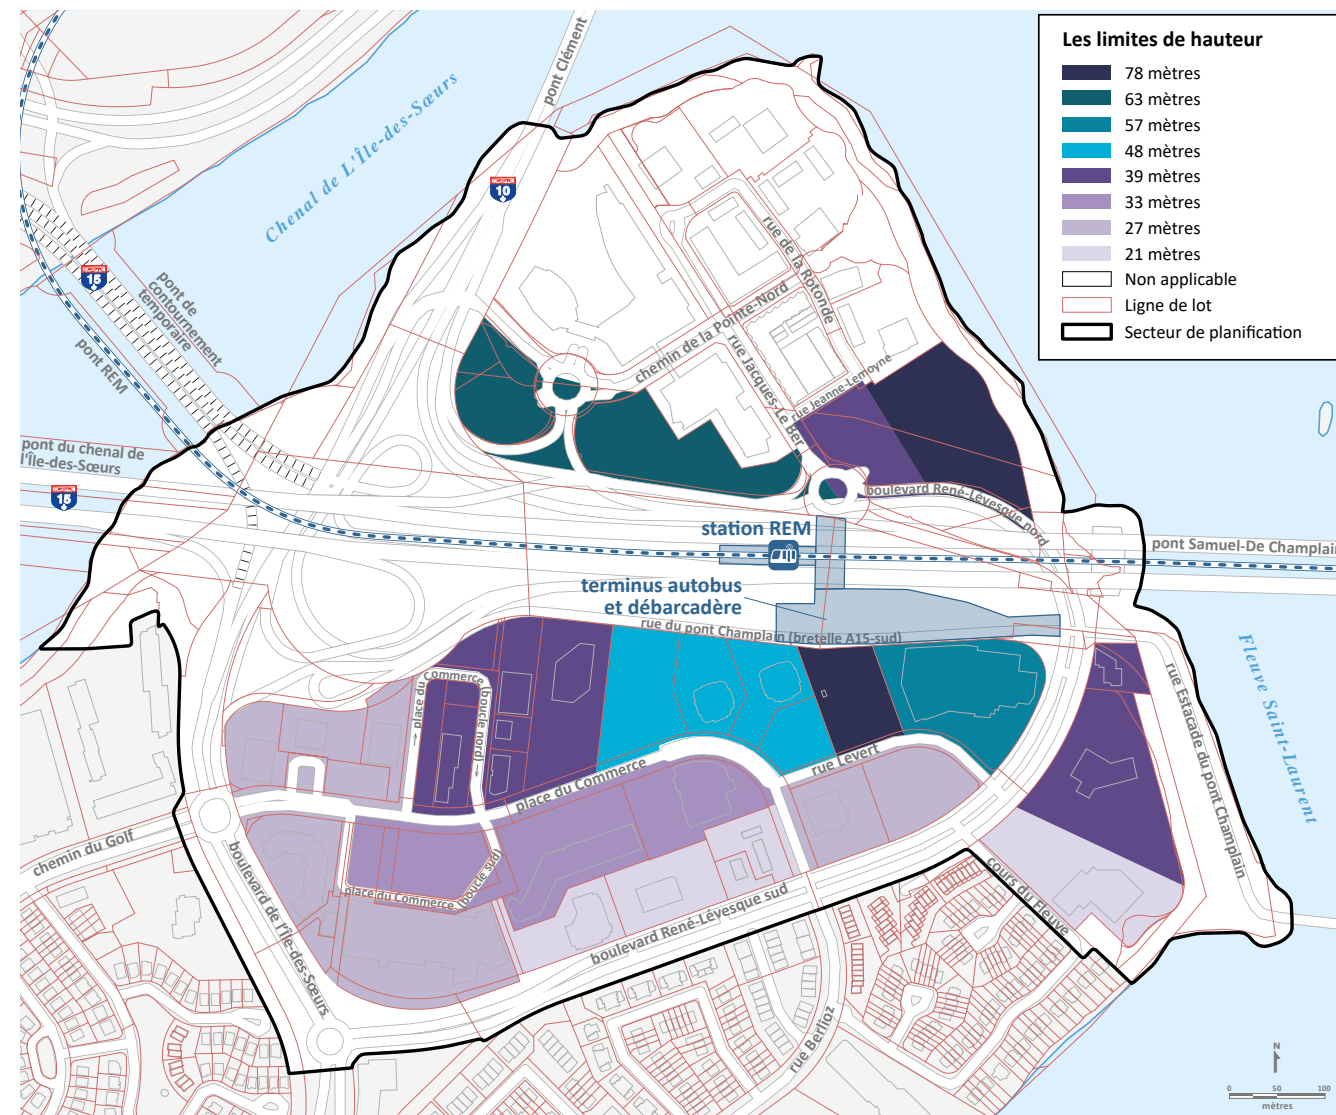 Les limites de hauteur
78 mètres
63 mètres
57 mètres
48 mètres
39 mètres
33 mètres
27 mètres
21 mètres
Non applicable
Ligne de lot
Secteur de planification
pont Clément
Chenal de L'Île-des-Sœurs
10
15
pont de
contournement
temporaire
pont REM
rue de la Rotonde
chemin de la Pointe-Nord
rue Jacques-Le Ber
rue Jeanne-Lemoyne
pont du chenal de
l'Île-des-Sœurs
15
boulevard René-Lévesque nord
station REM
pont Samuel-De Champlain
terminus autobus
et débarcadère
rue du pont Champlain (bretelle A15-sud)
Fleuve Saint-Laurent
rue Estacade du pont Champlain
place du Commerce (boucle nord)
place du Commerce
rue Levert
chemin du Golf
place du Commerce (boucle sud)
boulevard de l'Île-des-Sœurs
boulevard René-Lévesque sud
cours du Fleuve
rue Berlioz
N
0 50 100
mètres